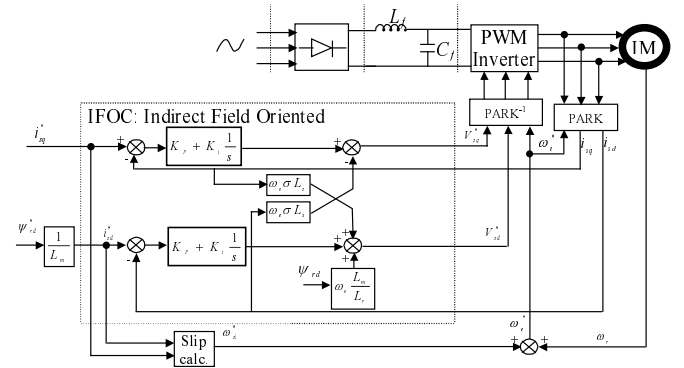 L_f
C_f
PWM
Inverter
IM
PARK⁻¹
PARK
IFOC: Indirect Field Oriented
i*_sq
+
-
K_p + K_i 1/s
+
-
V*_sq
ω*_e
i_sq
i_sd
ω_e σ L_s
ω_e σ L_s
ψ*_rd
1/L_m
i*_sd
-
K_p + K_i 1/s
+
+
+
V*_sd
ψ_rd
ω_e L_m/L_r
ω*_e
Slip
calc.
+
+
ω_r